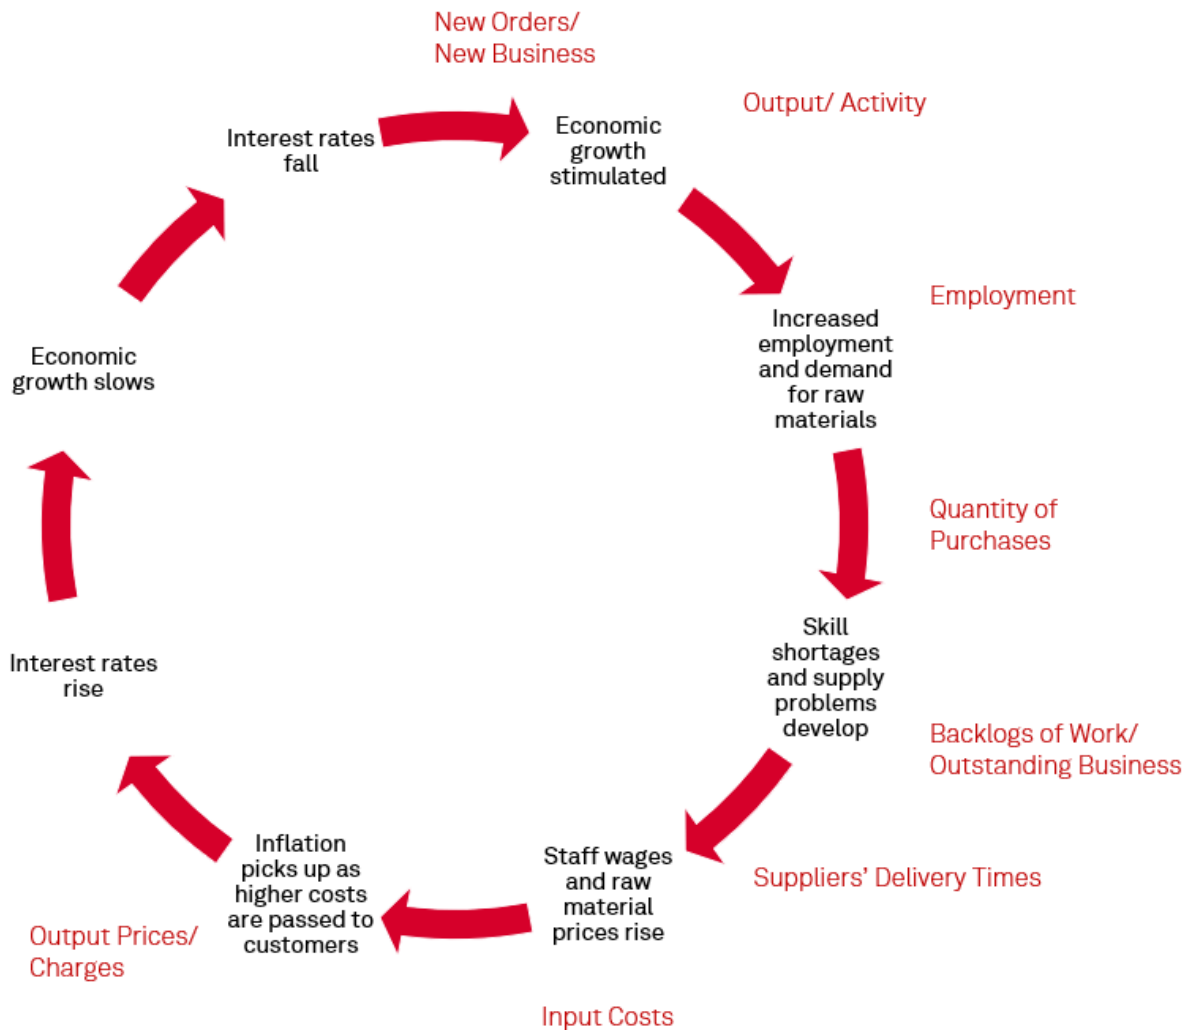 New Orders/
New Business
Output/ Activity
Interest rates
fall
Economic
growth
stimulated
Employment
Increased
employment
and demand
for raw
materials
Economic
growth slows
Quantity of
Purchases
Skill
shortages
and supply
problems
develop
Interest rates
rise
Backlogs of Work/
Outstanding Business
Inflation
picks up as
higher costs
are passed to
customers
Staff wages
and raw
material
prices rise
Suppliers’ Delivery Times
Output Prices/
Charges
Input Costs